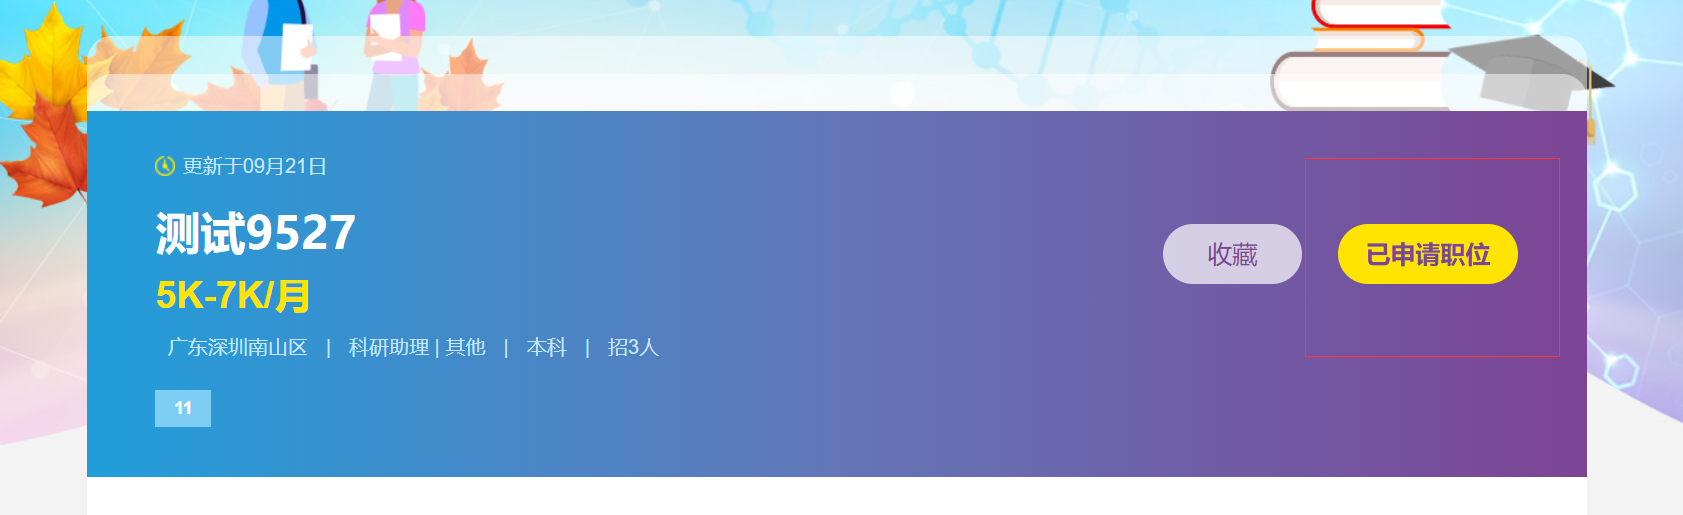 更新于09月21日
测试9527
收藏
已申请职位
5K-7K/月
广东深圳南山区 | 科研助理 | 其他 | 本科 | 招3人
11